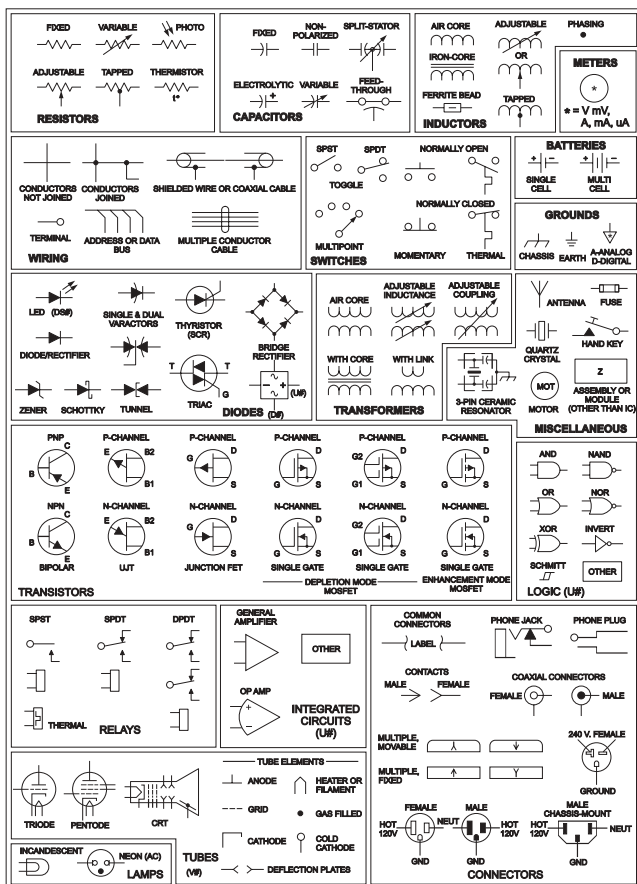 FIXED
VARIABLE
PHOTO
ADJUSTABLE
TAPPED
THERMISTOR
t°
RESISTORS
FIXED
NON-
POLARIZED
SPLIT-STATOR
ELECTROLYTIC
VARIABLE
FEED-
THROUGH
+
CAPACITORS
AIR CORE
ADJUSTABLE
IRON-CORE
OR
FERRITE BEAD
TAPPED
INDUCTORS
PHASING
METERS
*
* = V mV,
A, mA, uA
CONDUCTORS
NOT JOINED
CONDUCTORS
JOINED
SHIELDED WIRE OR COAXIAL CABLE
TERMINAL
ADDRESS OR DATA
BUS
MULTIPLE CONDUCTOR
CABLE
WIRING
SPST
SPDT
TOGGLE
NORMALLY OPEN
NORMALLY CLOSED
MULTIPOINT
MOMENTARY
THERMAL
SWITCHES
BATTERIES
+ - + -
SINGLE
CELL
MULTI
CELL
GROUNDS
CHASSIS
EARTH
A-ANALOG
D-DIGITAL
LED (DS#)
SINGLE & DUAL
VARACTORS
THYRISTOR
(SCR)
BRIDGE
RECTIFIER
DIODE/RECTIFIER
T T
G
TRIAC
ZENER
SCHOTTKY
TUNNEL
- +
(U#)
(D#)
DIODES
AIR CORE
ADJUSTABLE
INDUCTANCE
ADJUSTABLE
COUPLING
WITH CORE
WITH LINK
TRANSFORMERS
3-PIN CERAMIC
RESONATOR
ANTENNA
FUSE
QUARTZ
CRYSTAL
HAND KEY
MOT
MOTOR
Z
ASSEMBLY OR
MODULE
(OTHER THAN IC)
MISCELLANEOUS
PNP
P-CHANNEL
P-CHANNEL
P-CHANNEL
P-CHANNEL
P-CHANNEL
C
B
E
E
B2
B1
D
G
S
D
G
S
G2
G1
D
S
D
G
S
NPN
N-CHANNEL
N-CHANNEL
N-CHANNEL
N-CHANNEL
N-CHANNEL
C
B
E
E
B2
B1
D
G
S
D
G
S
G2
G1
D
S
D
G
S
BIPOLAR
UJT
JUNCTION FET
SINGLE GATE
SINGLE GATE
SINGLE GATE
DEPLETION MODE
MOSFET
ENHANCEMENT MODE
MOSFET
TRANSISTORS
AND
NAND
OR
NOR
XOR
INVERT
SCHMITT
OTHER
LOGIC (U#)
SPST
SPDT
DPDT
THERMAL
RELAYS
GENERAL
AMPLIFIER
OTHER
OP AMP
+
INTEGRATED
CIRCUITS
(U#)
COMMON
CONNECTORS
LABEL
PHONE JACK
PHONE PLUG
CONTACTS
MALE
FEMALE
COAXIAL CONNECTORS
FEMALE
MALE
MULTIPLE,
MOVABLE
MULTIPLE,
FIXED
240 V. FEMALE
GROUND
FEMALE
MALE
MALE
CHASSIS-MOUNT
HOT
120V
NEUT
HOT
120V
NEUT
HOT
120V
GND
GND
GND
CONNECTORS
TRIODE
PENTODE
CRT
TUBE ELEMENTS
ANODE
HEATER OR
FILAMENT
GRID
GAS FILLED
CATHODE
COLD
CATHODE
DEFLECTION PLATES
TUBES
(V#)
INCANDESCENT
NEON (AC)
LAMPS